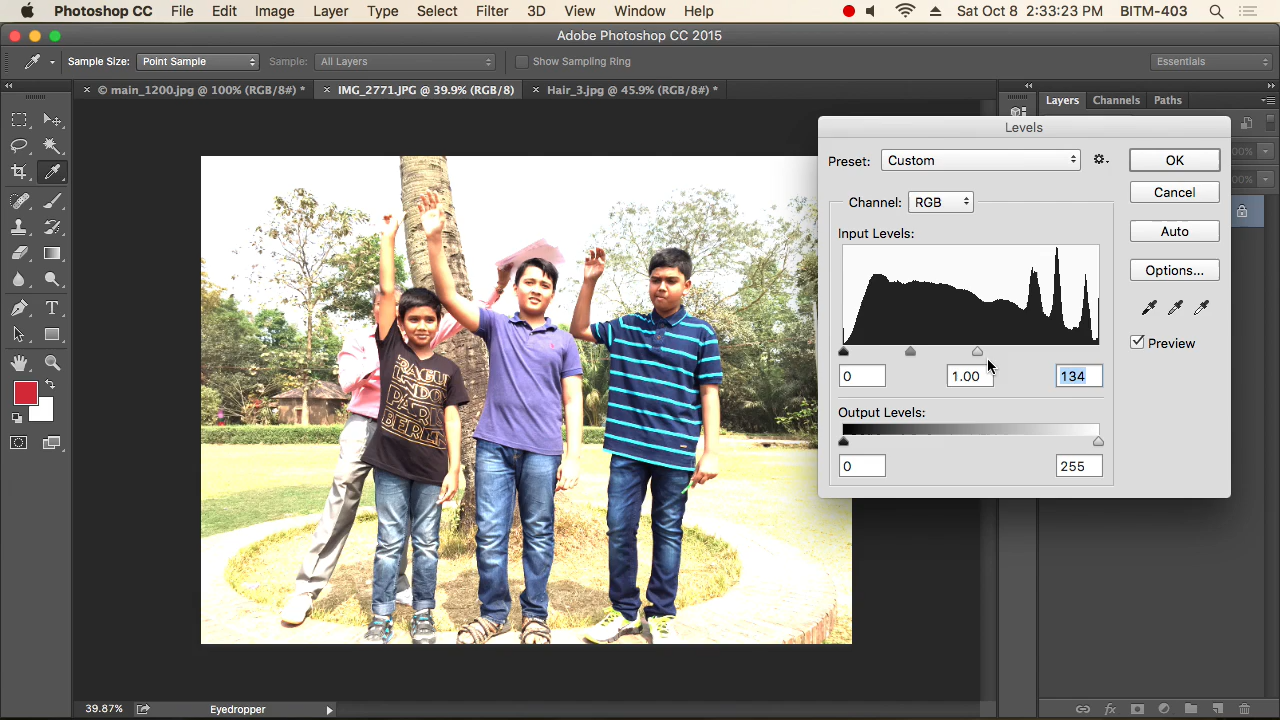 Photoshop CC File Edit Image Layer Type Select Filter 3D View Window Help Sat Oct 8 2:33:23 PM BITM-403
Adobe Photoshop CC 2015
Sample Size: Point Sample Sample: All Layers Show Sampling Ring Essentials
× © main_1200.jpg @ 100% (RGB/8#) * × IMG_2771.JPG @ 39.9% (RGB/8) × Hair_3.jpg @ 45.9% (RGB/8#) *
Layers Channels Paths
Levels
Preset: Custom OK
Cancel
Channel: RGB
Input Levels: Auto
Options...
Preview
0 1.00 134
Output Levels:
0 255
PRAGUE
LONDON
PARIS
BERLIN
39.87% Eyedropper